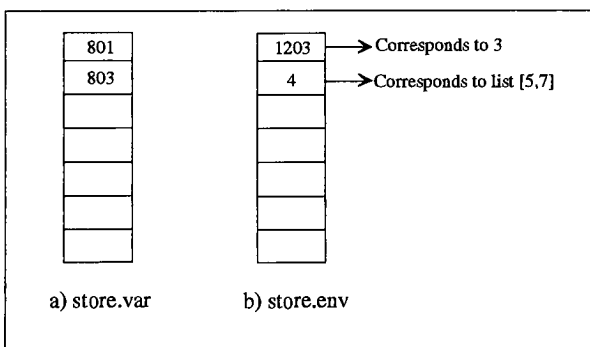 801 1203 Corresponds to 3
803 4 Corresponds to list [5,7]
a) store.var b) store.env